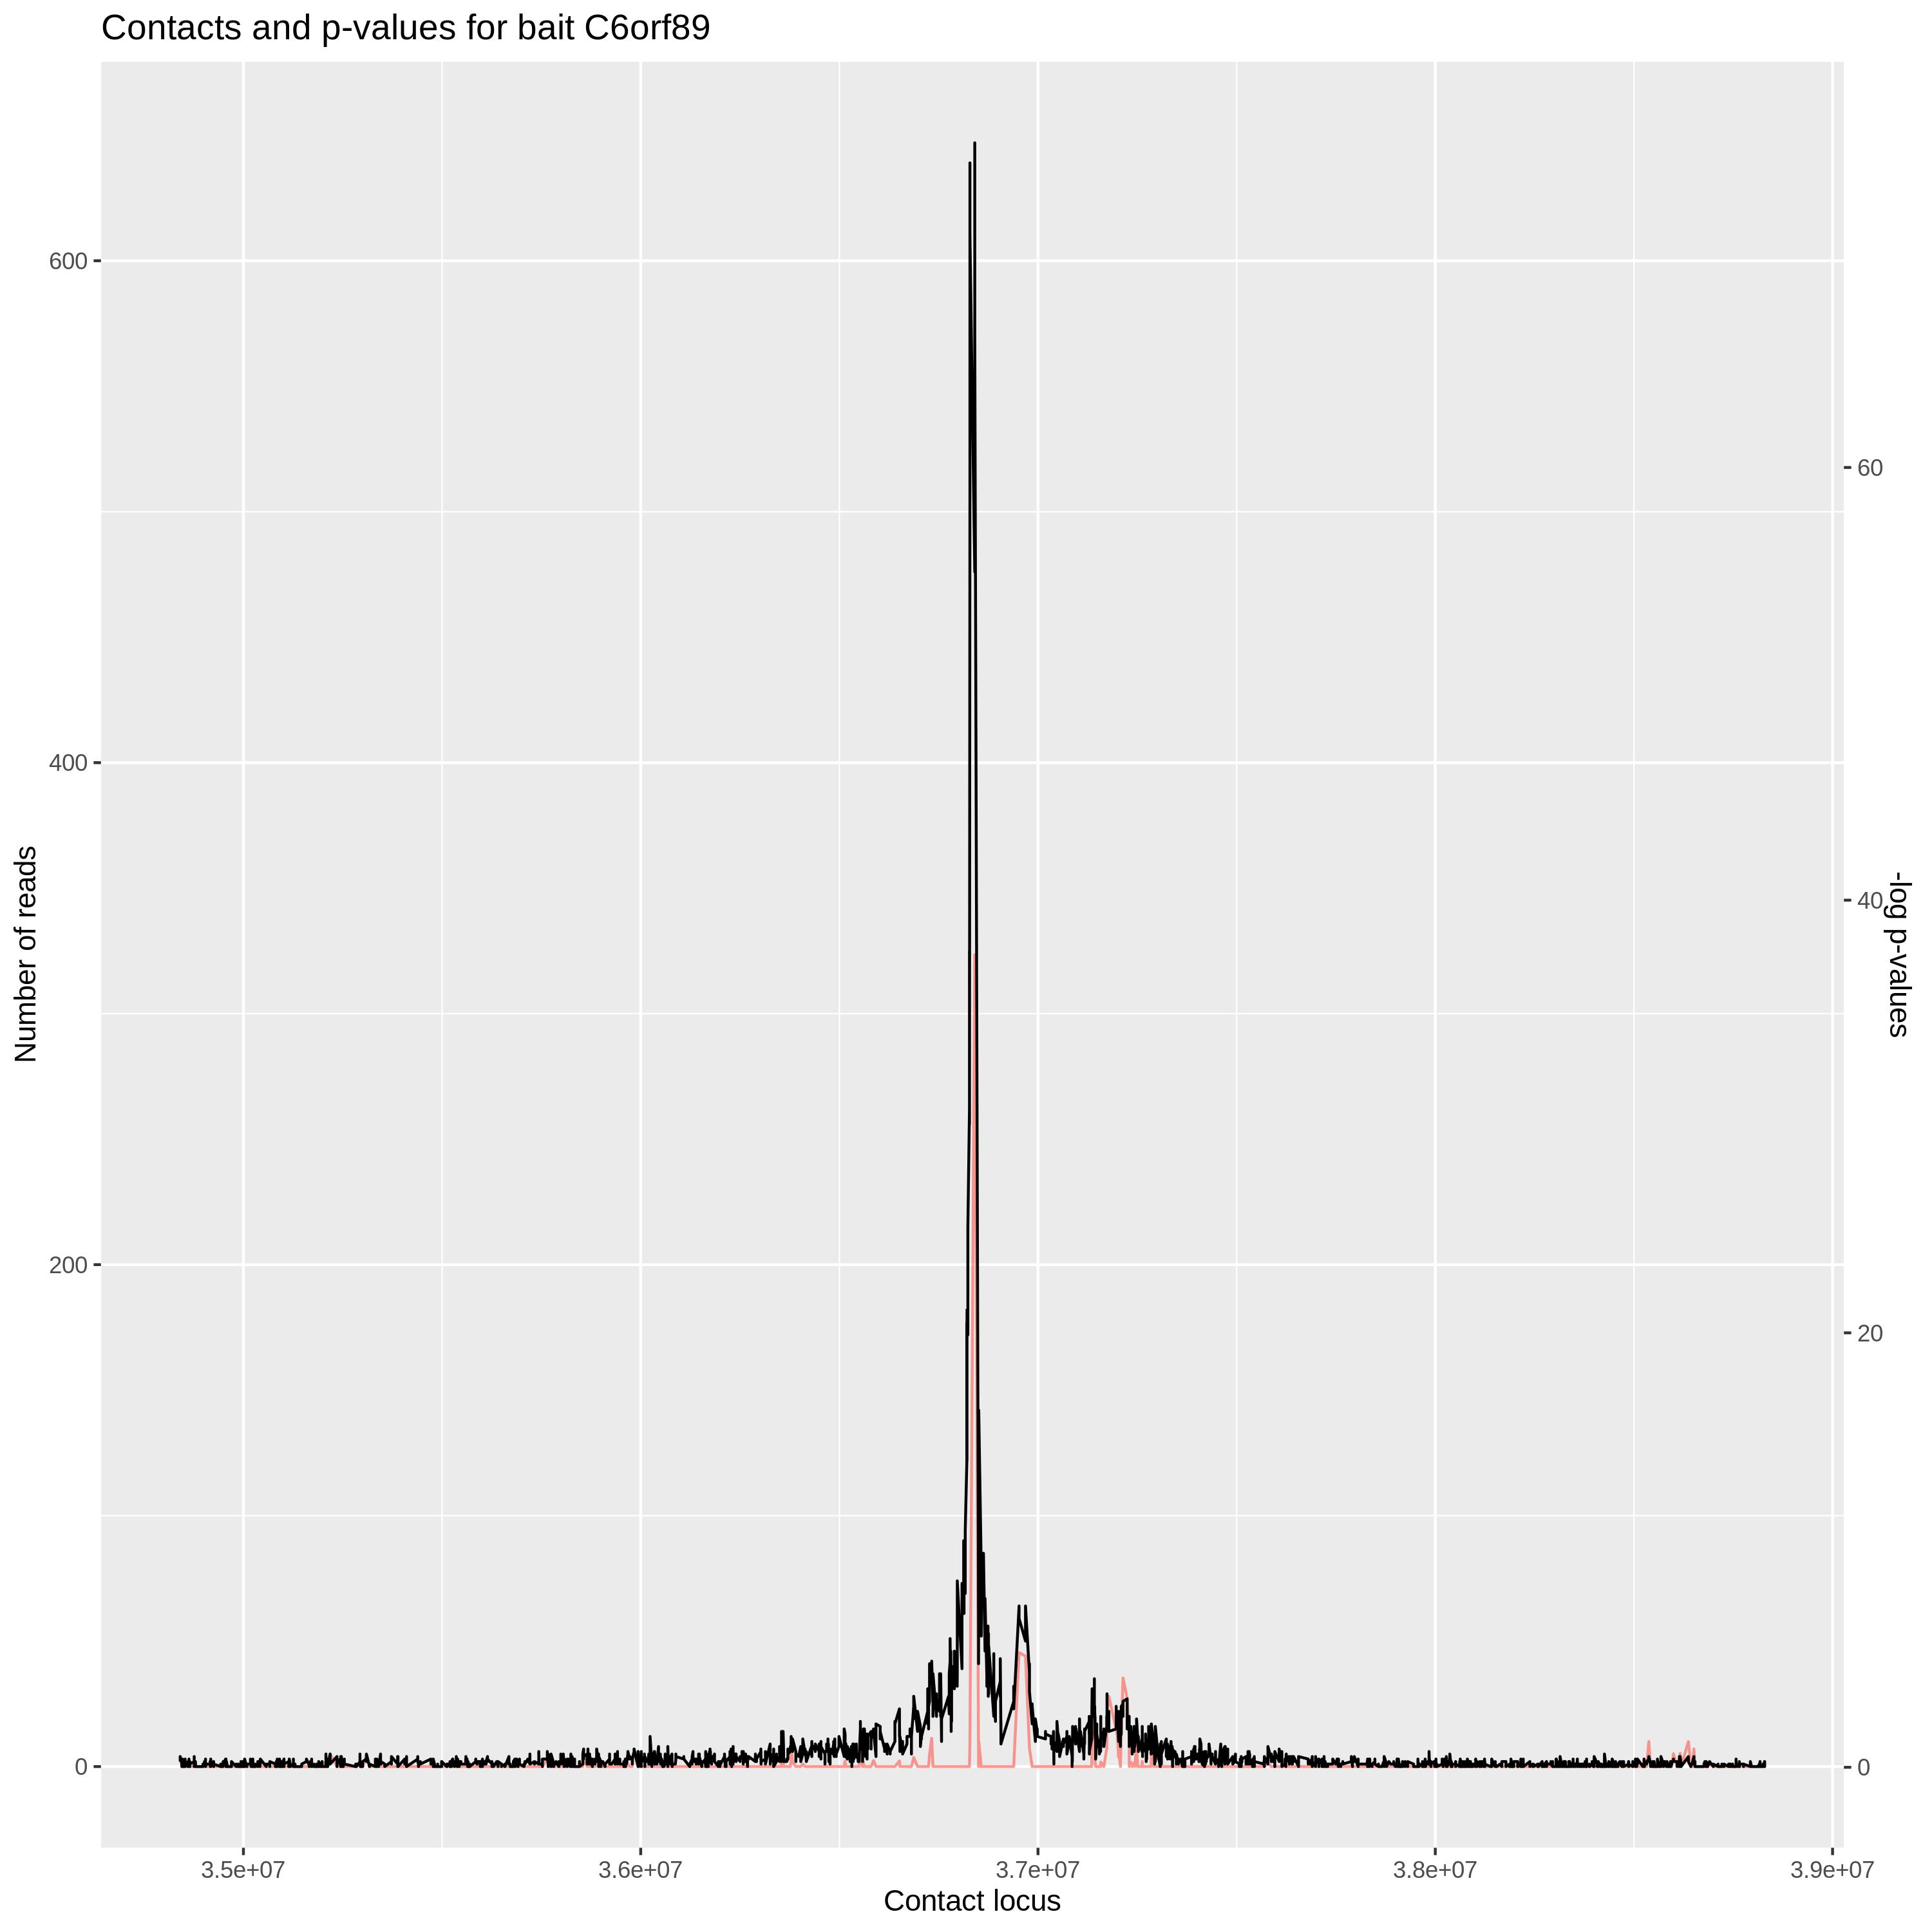 Contacts and p-values for bait C6orf89
600
400
200
0
Number of reads
60
40
20
0
-log p-values
3.5e+07
3.6e+07
3.7e+07
3.8e+07
3.9e+07
Contact locus